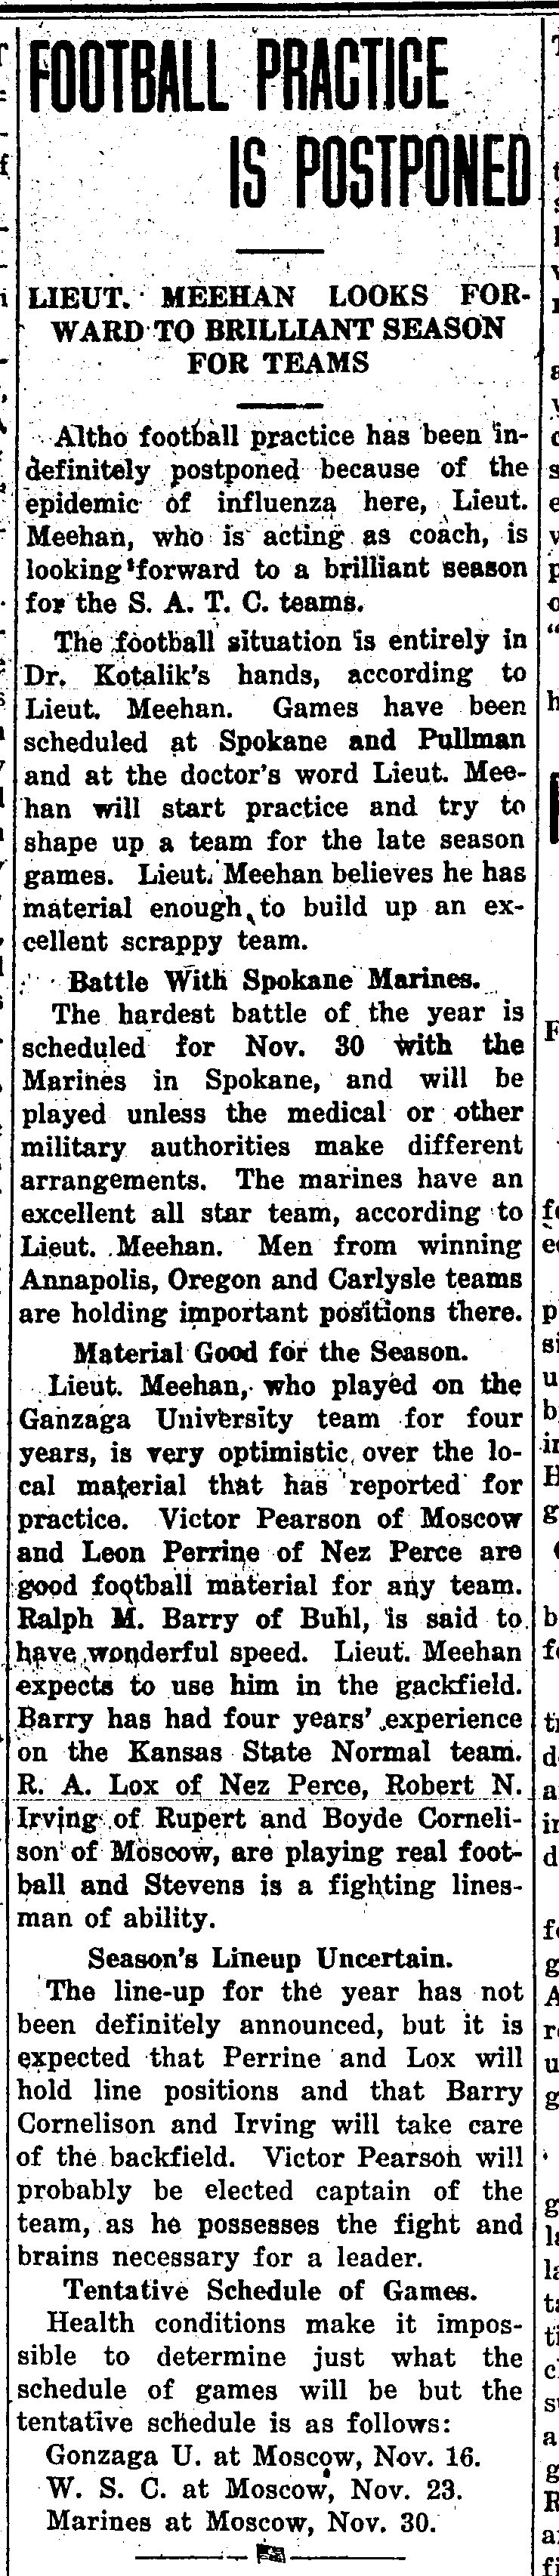 FOOTBALL PRACTICE
IS POSTPONED
LIEUT. MEEHAN LOOKS FOR-
WARD TO BRILLIANT SEASON
FOR TEAMS
Altho football practice has been in-
definitely postponed because of the
epidemic of influenza here, Lieut.
Meehan, who is acting as coach, is
looking forward to a brilliant season
for the S. A. T. C. teams.
The football situation is entirely in
Dr. Kotalik's hands, according to
Lieut. Meehan. Games have been
scheduled at Spokane and Pullman
and at the doctor's word Lieut. Mee-
han will start practice and try to
shape up a team for the late season
games. Lieut. Meehan believes he has
material enough to build up an ex-
cellent scrappy team.
Battle With Spokane Marines.
The hardest battle of the year is
scheduled for Nov. 30 with the
Marines in Spokane, and will be
played unless the medical or other
military authorities make different
arrangements. The marines have an
excellent all star team, according to
Lieut. Meehan. Men from winning
Annapolis, Oregon and Carlysle teams
are holding important positions there.
Material Good for the Season.
Lieut. Meehan, who played on the
Ganzaga University team for four
years, is very optimistic over the lo-
cal material that has reported for
practice. Victor Pearson of Moscow
and Leon Perrine of Nez Perce are
good football material for any team.
Ralph M. Barry of Buhl, is said to
have wonderful speed. Lieut. Meehan
expects to use him in the gackfield.
Barry has had four years' experience
on the Kansas State Normal team.
R. A. Lox of Nez Perce, Robert N.
Irving of Rupert and Boyde Corneli-
son of Moscow, are playing real foot-
ball and Stevens is a fighting lines-
man of ability.
Season's Lineup Uncertain.
The line-up for the year has not
been definitely announced, but it is
expected that Perrine and Lox will
hold line positions and that Barry
Cornelison and Irving will take care
of the backfield. Victor Pearson will
probably be elected captain of the
team, as he possesses the fight and
brains necessary for a leader.
Tentative Schedule of Games.
Health conditions make it impos-
sible to determine just what the
schedule of games will be but the
tentative schedule is as follows:
Gonzaga U. at Moscow, Nov. 16.
W. S. C. at Moscow, Nov. 23.
Marines at Moscow, Nov. 30.